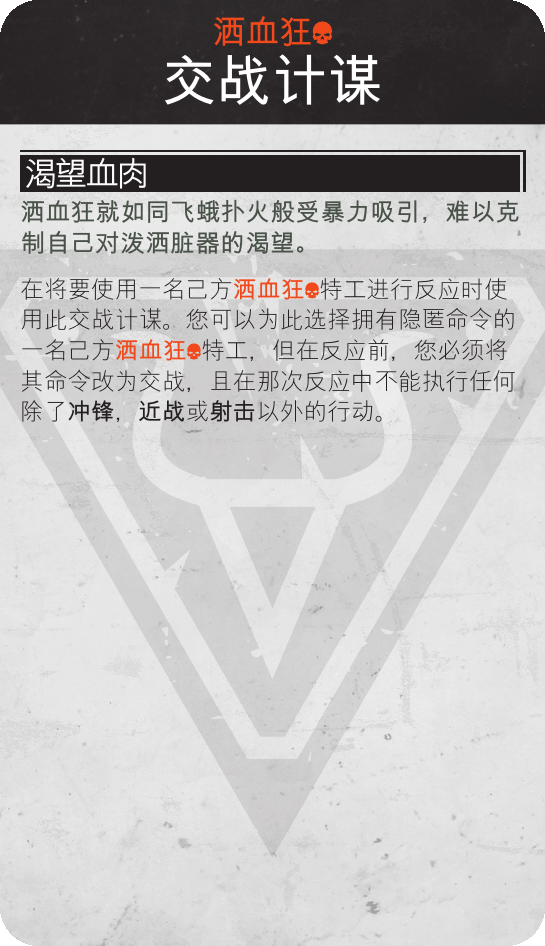 洒血狂
交战计谋
渴望血肉
洒血狂就如同飞蛾扑火般受暴力吸引，难以克
制自己对泼洒脏器的渴望。
在将要使用一名己方洒血狂特工进行反应时使
用此交战计谋。您可以为此选择拥有隐匿命令的
一名己方洒血狂特工，但在反应前，您必须将
其命令改为交战，且在那次反应中不能执行任何
除了冲锋，近战或射击以外的行动。